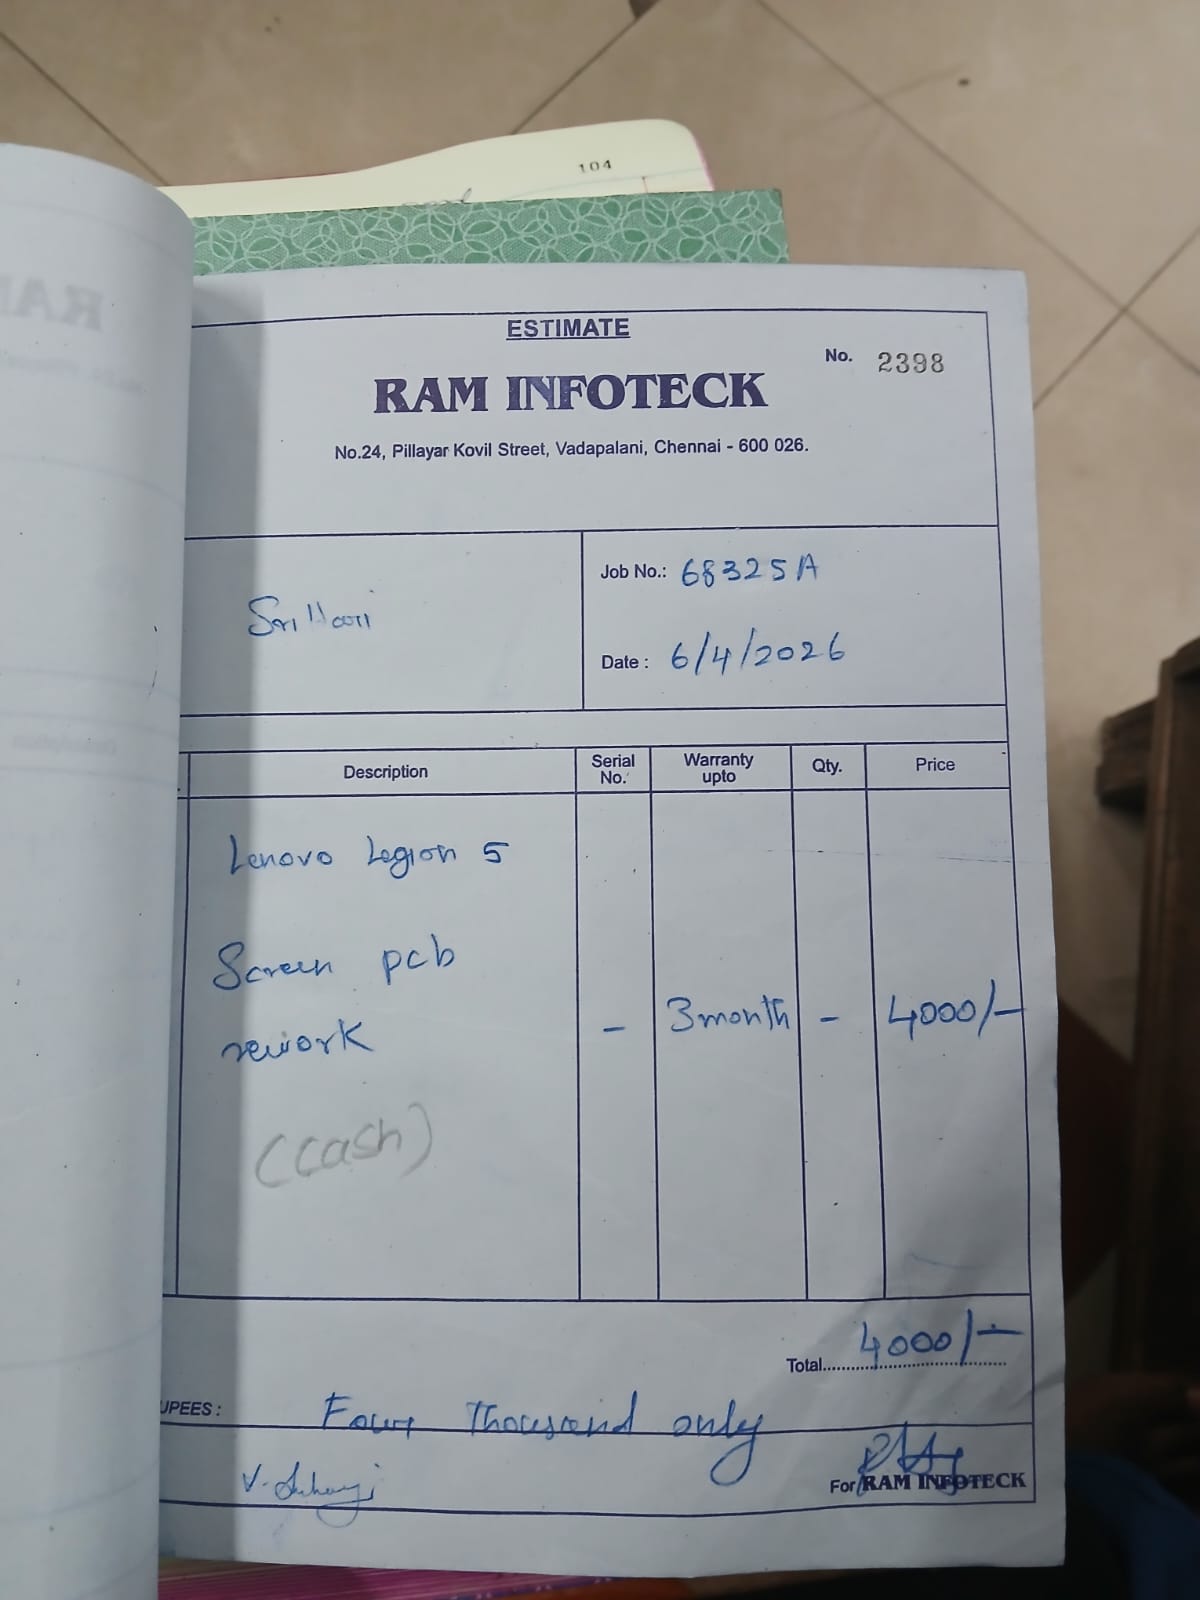 104
ESTIMATE
No. 2398
RAM INFOTECK
No.24, Pillayar Kovil Street, Vadapalani, Chennai - 600 026.
Sri Hari
Job No.: 68325A
Date : 6/4/2026
Description Serial No. Warranty upto Qty. Price
Lenovo Legion 5
Screen pcb
rework - 3month - 4000/-
(Cash)
Total 4000/-
UPEES : Four Thousand only
For RAM INFOTECK